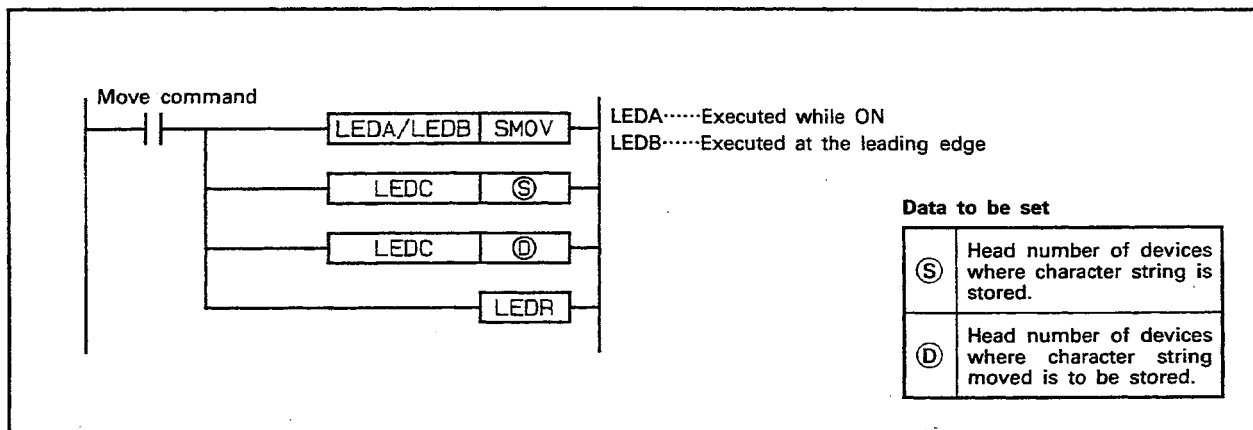 Move command
LEDA/LEDB SMOV
LEDA······Executed while ON
LEDB······Executed at the leading edge
LEDC Ⓢ
LEDC Ⓓ
LEDR
Data to be set
Ⓢ Head number of devices
where character string is
stored.
Ⓓ Head number of devices
where character string
moved is to be stored.